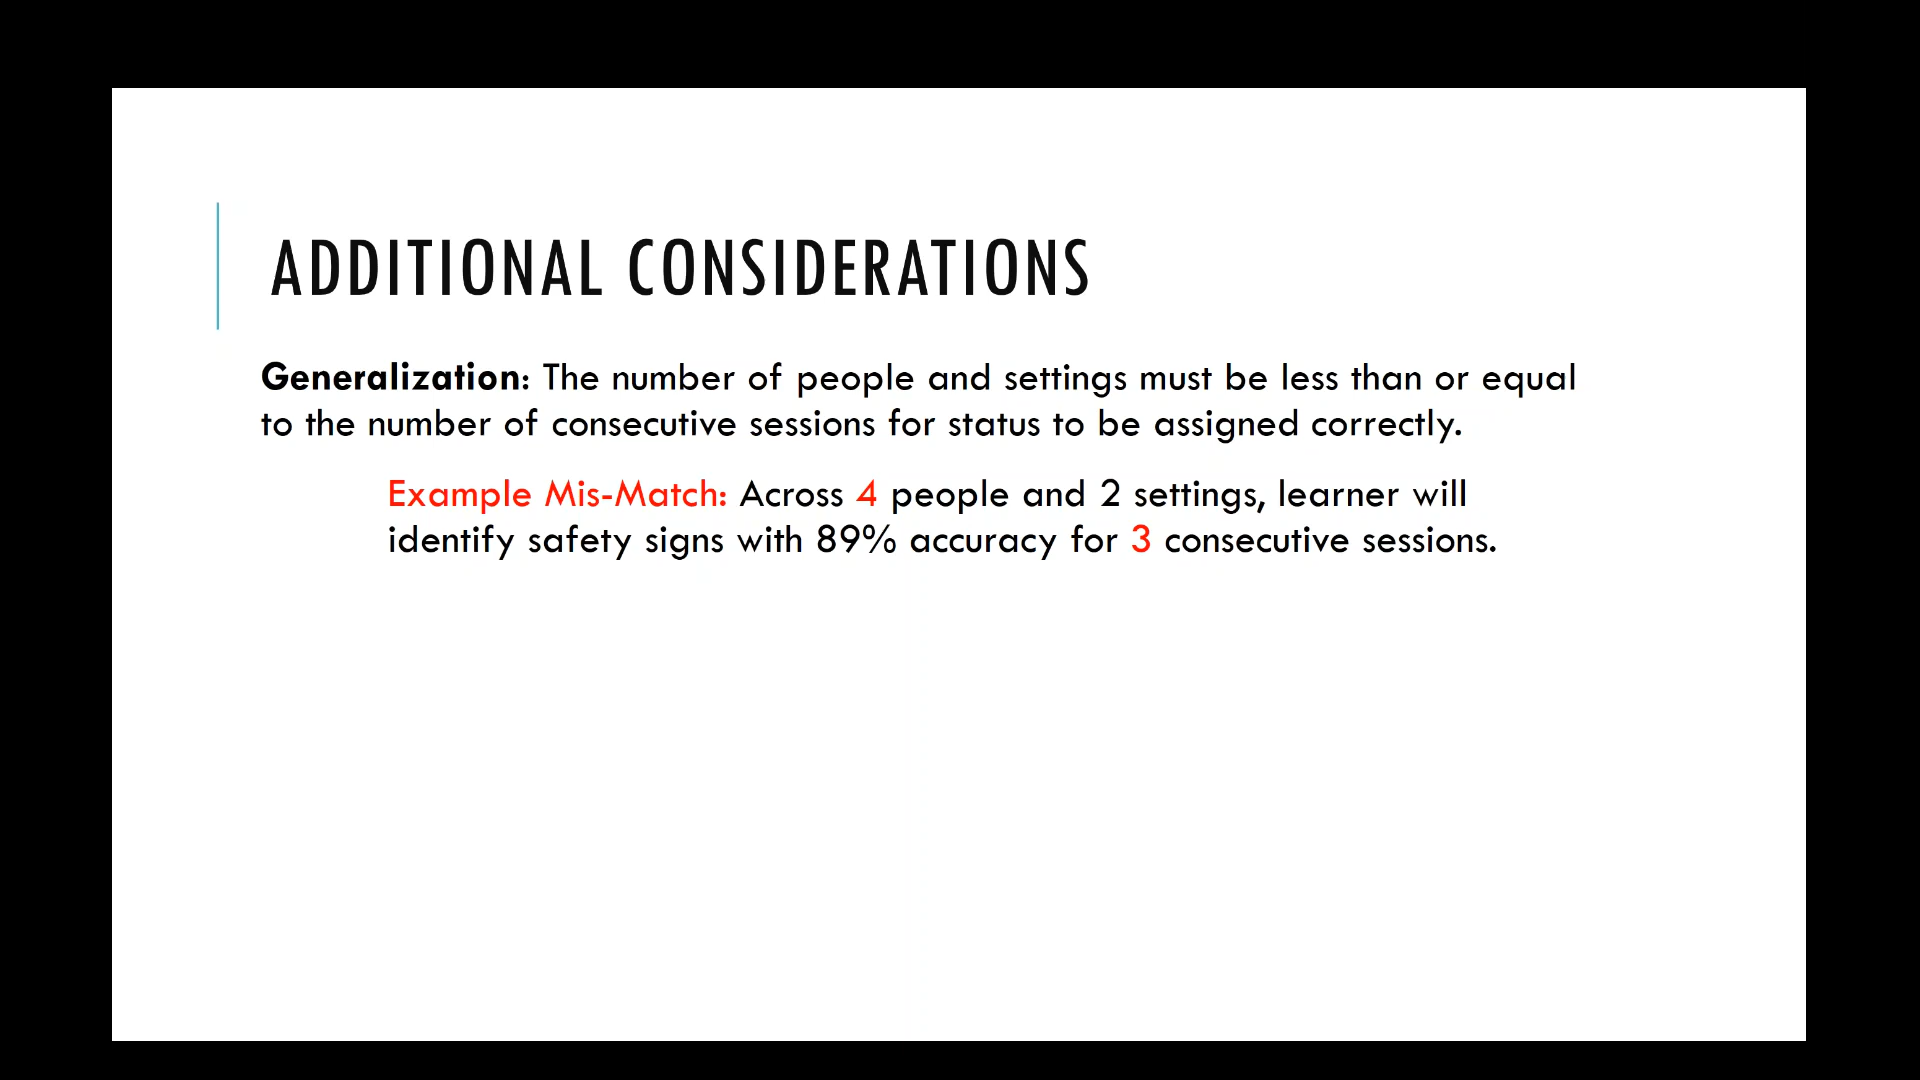 ADDITIONAL CONSIDERATIONS
Generalization: The number of people and settings must be less than or equal
to the number of consecutive sessions for status to be assigned correctly.
Example Mis-Match: Across 4 people and 2 settings, learner will
identify safety signs with 89% accuracy for 3 consecutive sessions.